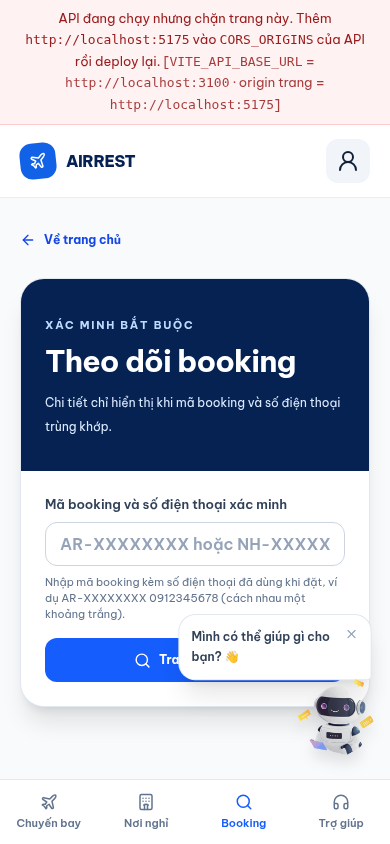 API đang chạy nhưng chặn trang này. Thêm
http://localhost:5175 vào CORS_ORIGINS của API
rồi deploy lại. [VITE_API_BASE_URL =
http://localhost:3100 · origin trang =
http://localhost:5175]
AIRREST
Về trang chủ
XÁC MINH BẮT BUỘC
Theo dõi booking
Chi tiết chỉ hiển thị khi mã booking và số điện thoại
trùng khớp.
Mã booking và số điện thoại xác minh
AR-XXXXXXXX hoặc NH-XXXXX
Nhập mã booking kèm số điện thoại đã dùng khi đặt, ví
dụ AR-XXXXXXXX 0912345678 (cách nhau một
khoảng trắng).
Mình có thể giúp gì cho
bạn? 👋
Chuyến bay
Nơi nghỉ
Booking
Trợ giúp